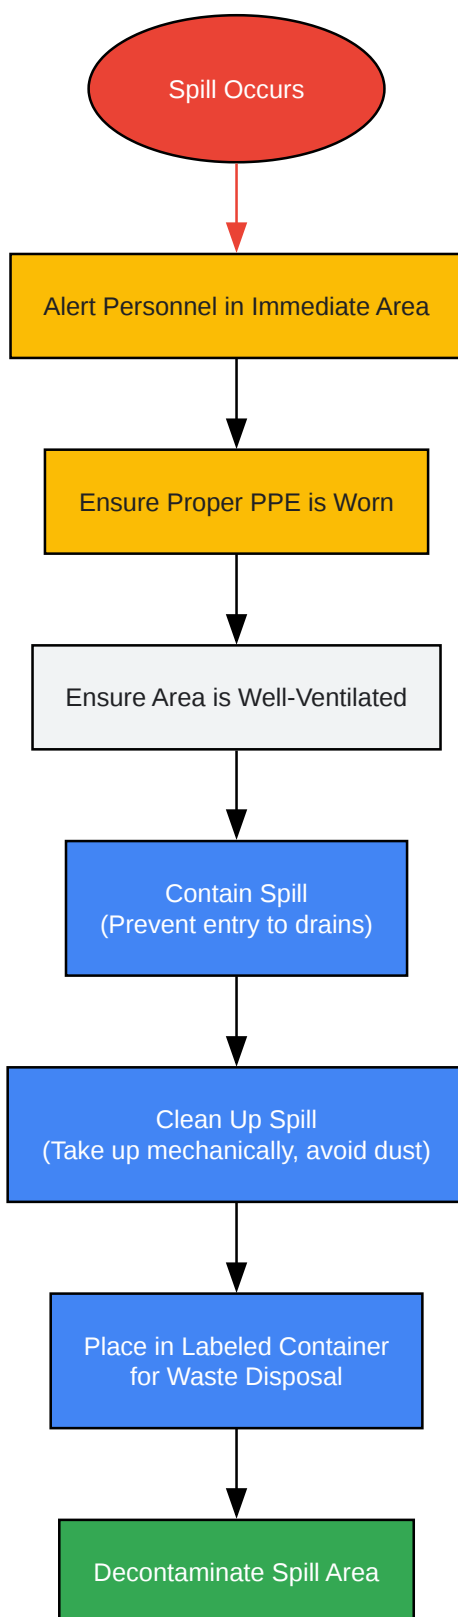 Spill Occurs
Alert Personnel in Immediate Area
Ensure Proper PPE is Worn
Ensure Area is Well-Ventilated
Contain Spill
(Prevent entry to drains)
Clean Up Spill
(Take up mechanically, avoid dust)
Place in Labeled Container
for Waste Disposal
Decontaminate Spill Area